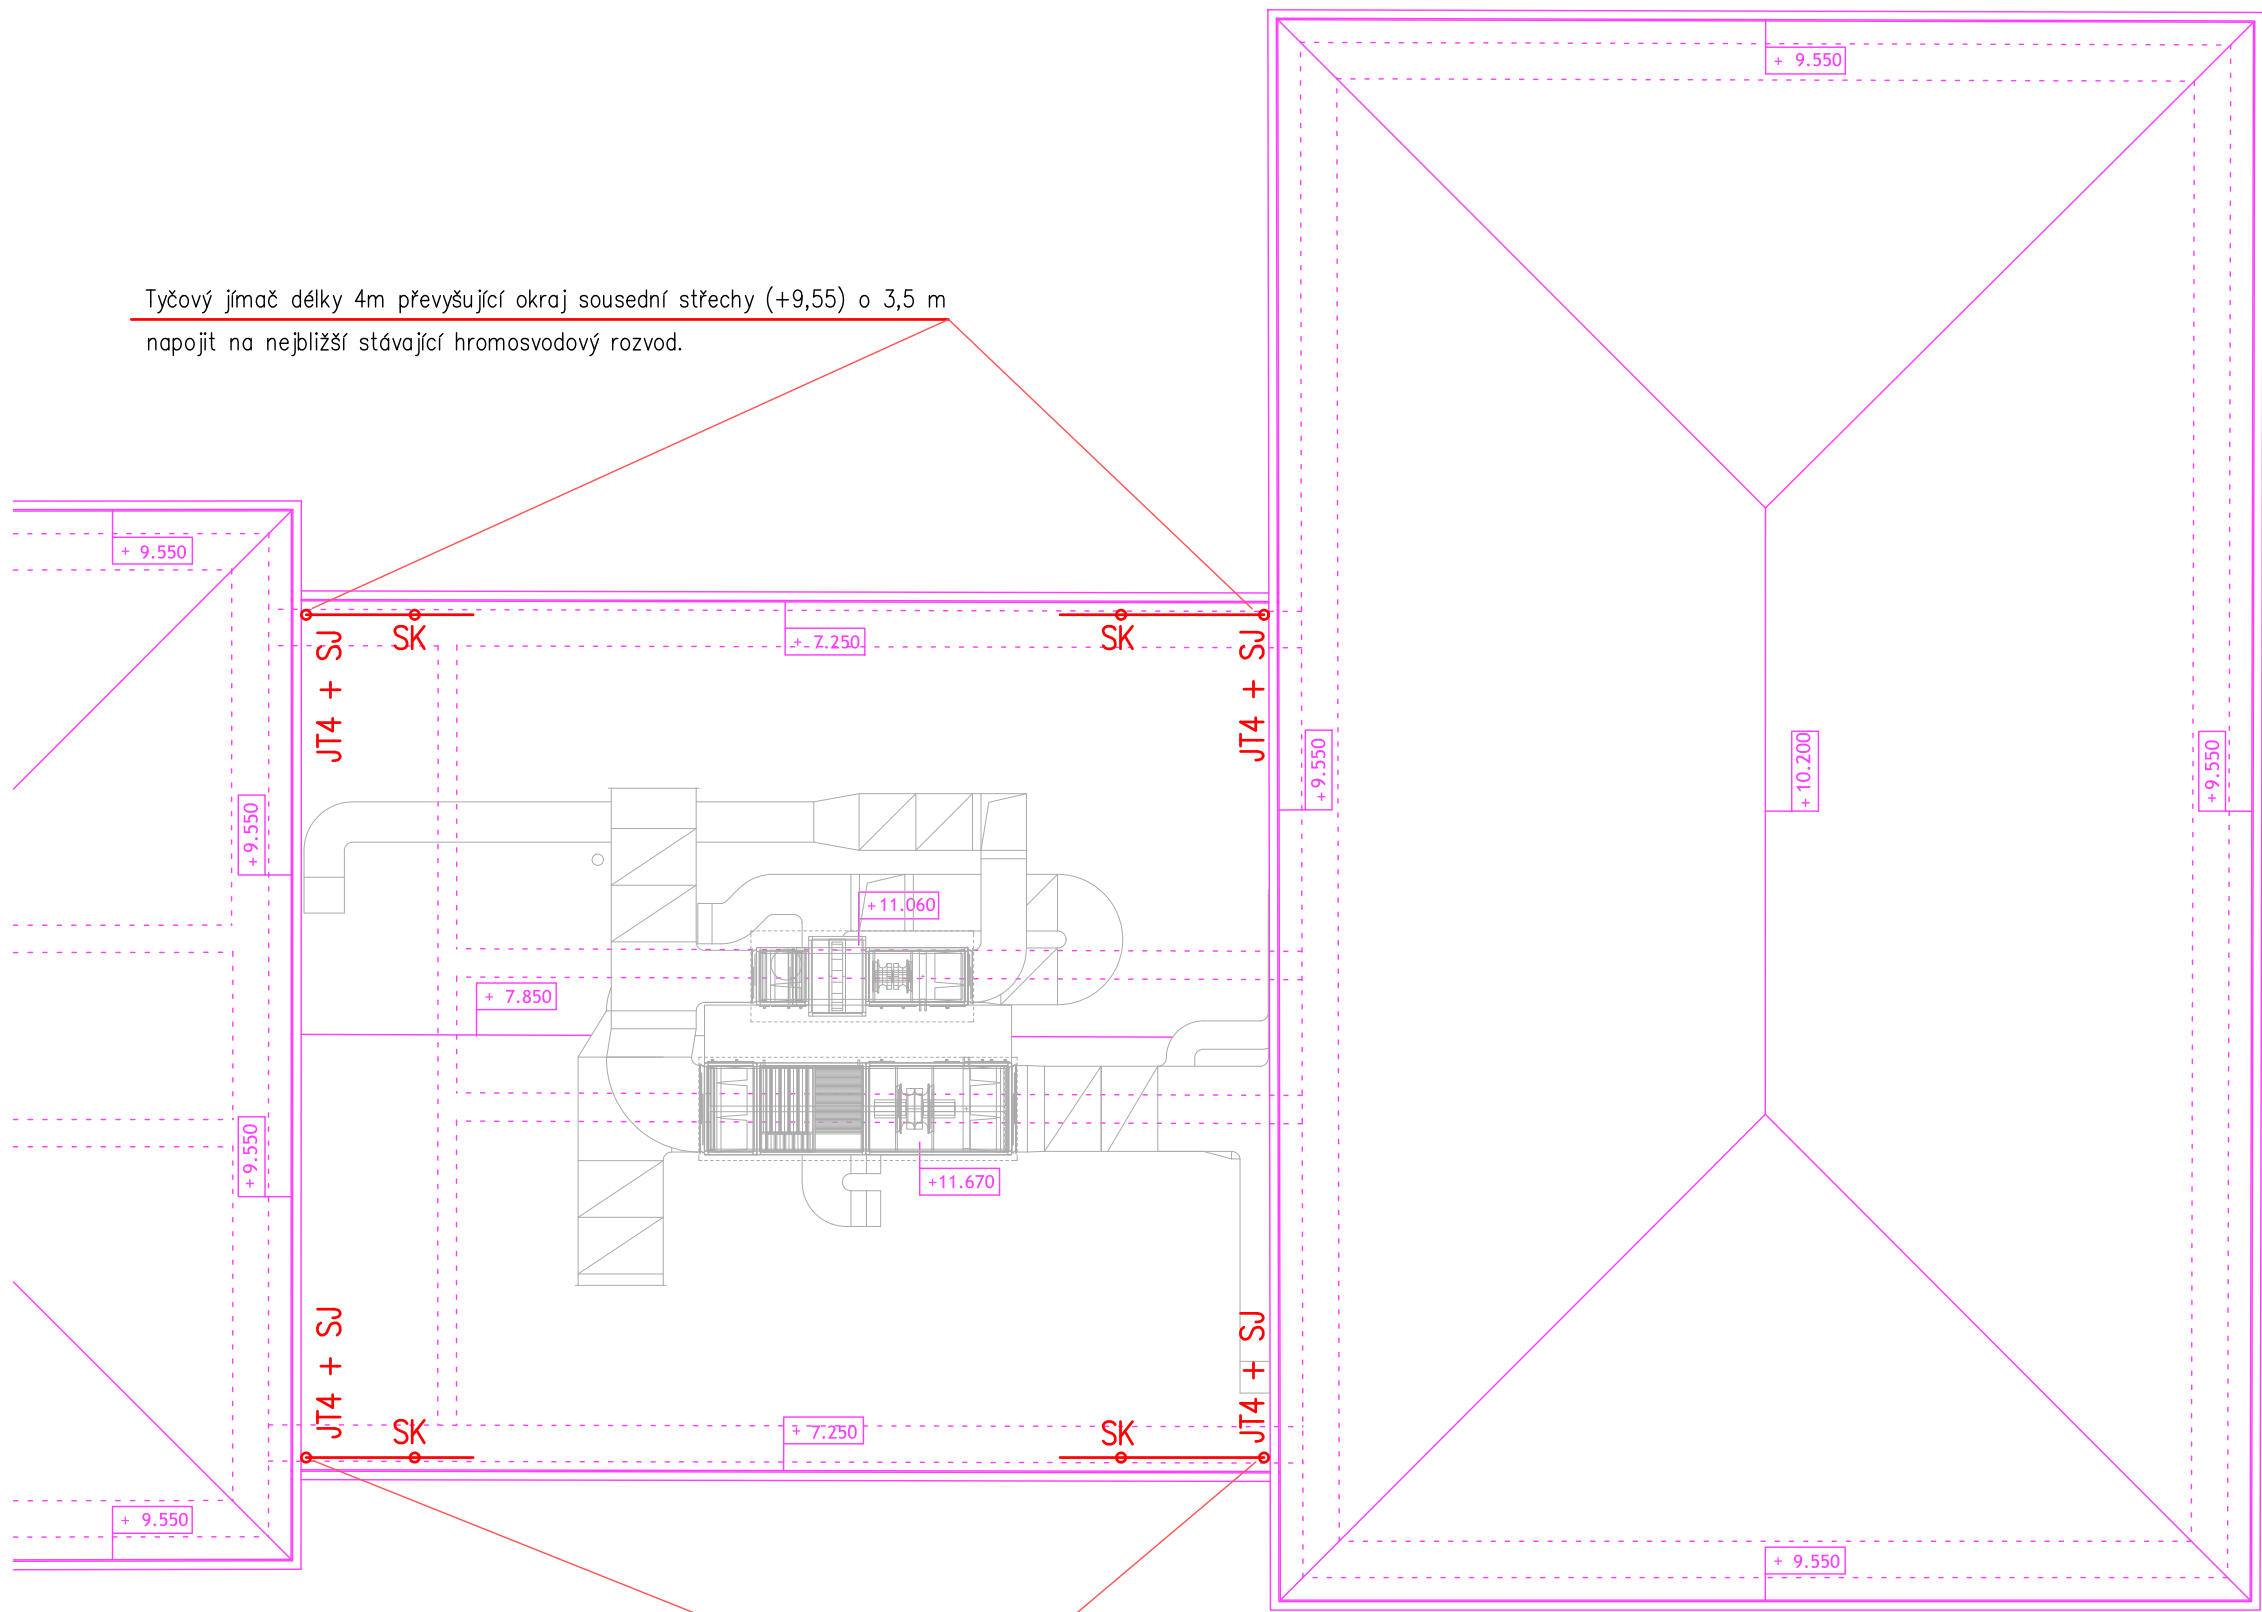 + 9.550
Tyčový jímač délky 4m převyšující okraj sousední střechy (+9,55) o 3,5 m
napojit na nejbližší stávající hromosvodový rozvod.
+ 9.550
SK
SK
+ 7.250
JT4 + SJ
JT4 + SJ
+9.550
+9.550
+10.200
+9.550
+11.060
+ 7.850
+9.550
+11.670
JT4 + SJ
JT4 + SJ
SK
+ 7.250
SK
+ 9.550
+ 9.550